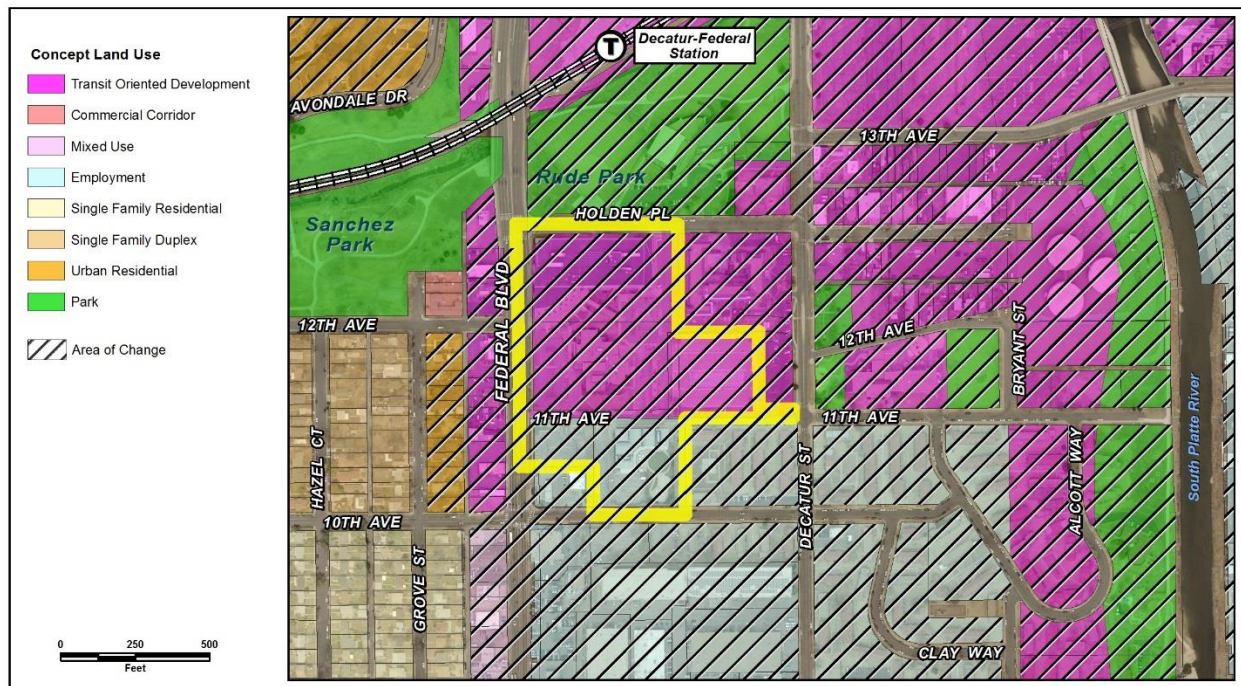 Concept Land Use
Transit Oriented Development
Commercial Corridor
Mixed Use
Employment
Single Family Residential
Single Family Duplex
Urban Residential
Park
Area of Change
0 250 500
Feet
T
Decatur-Federal
Station
AVONDALE DR
13TH AVE
Rude Park
HOLDEN PL
Sanchez
Park
FEDERAL BLVD
12TH AVE
12TH AVE
BRYANT ST
11TH AVE
11TH AVE
HAZEL CT
GROVE ST
DECATUR ST
ALCOTT WAY
South Platte River
10TH AVE
CLAY WAY